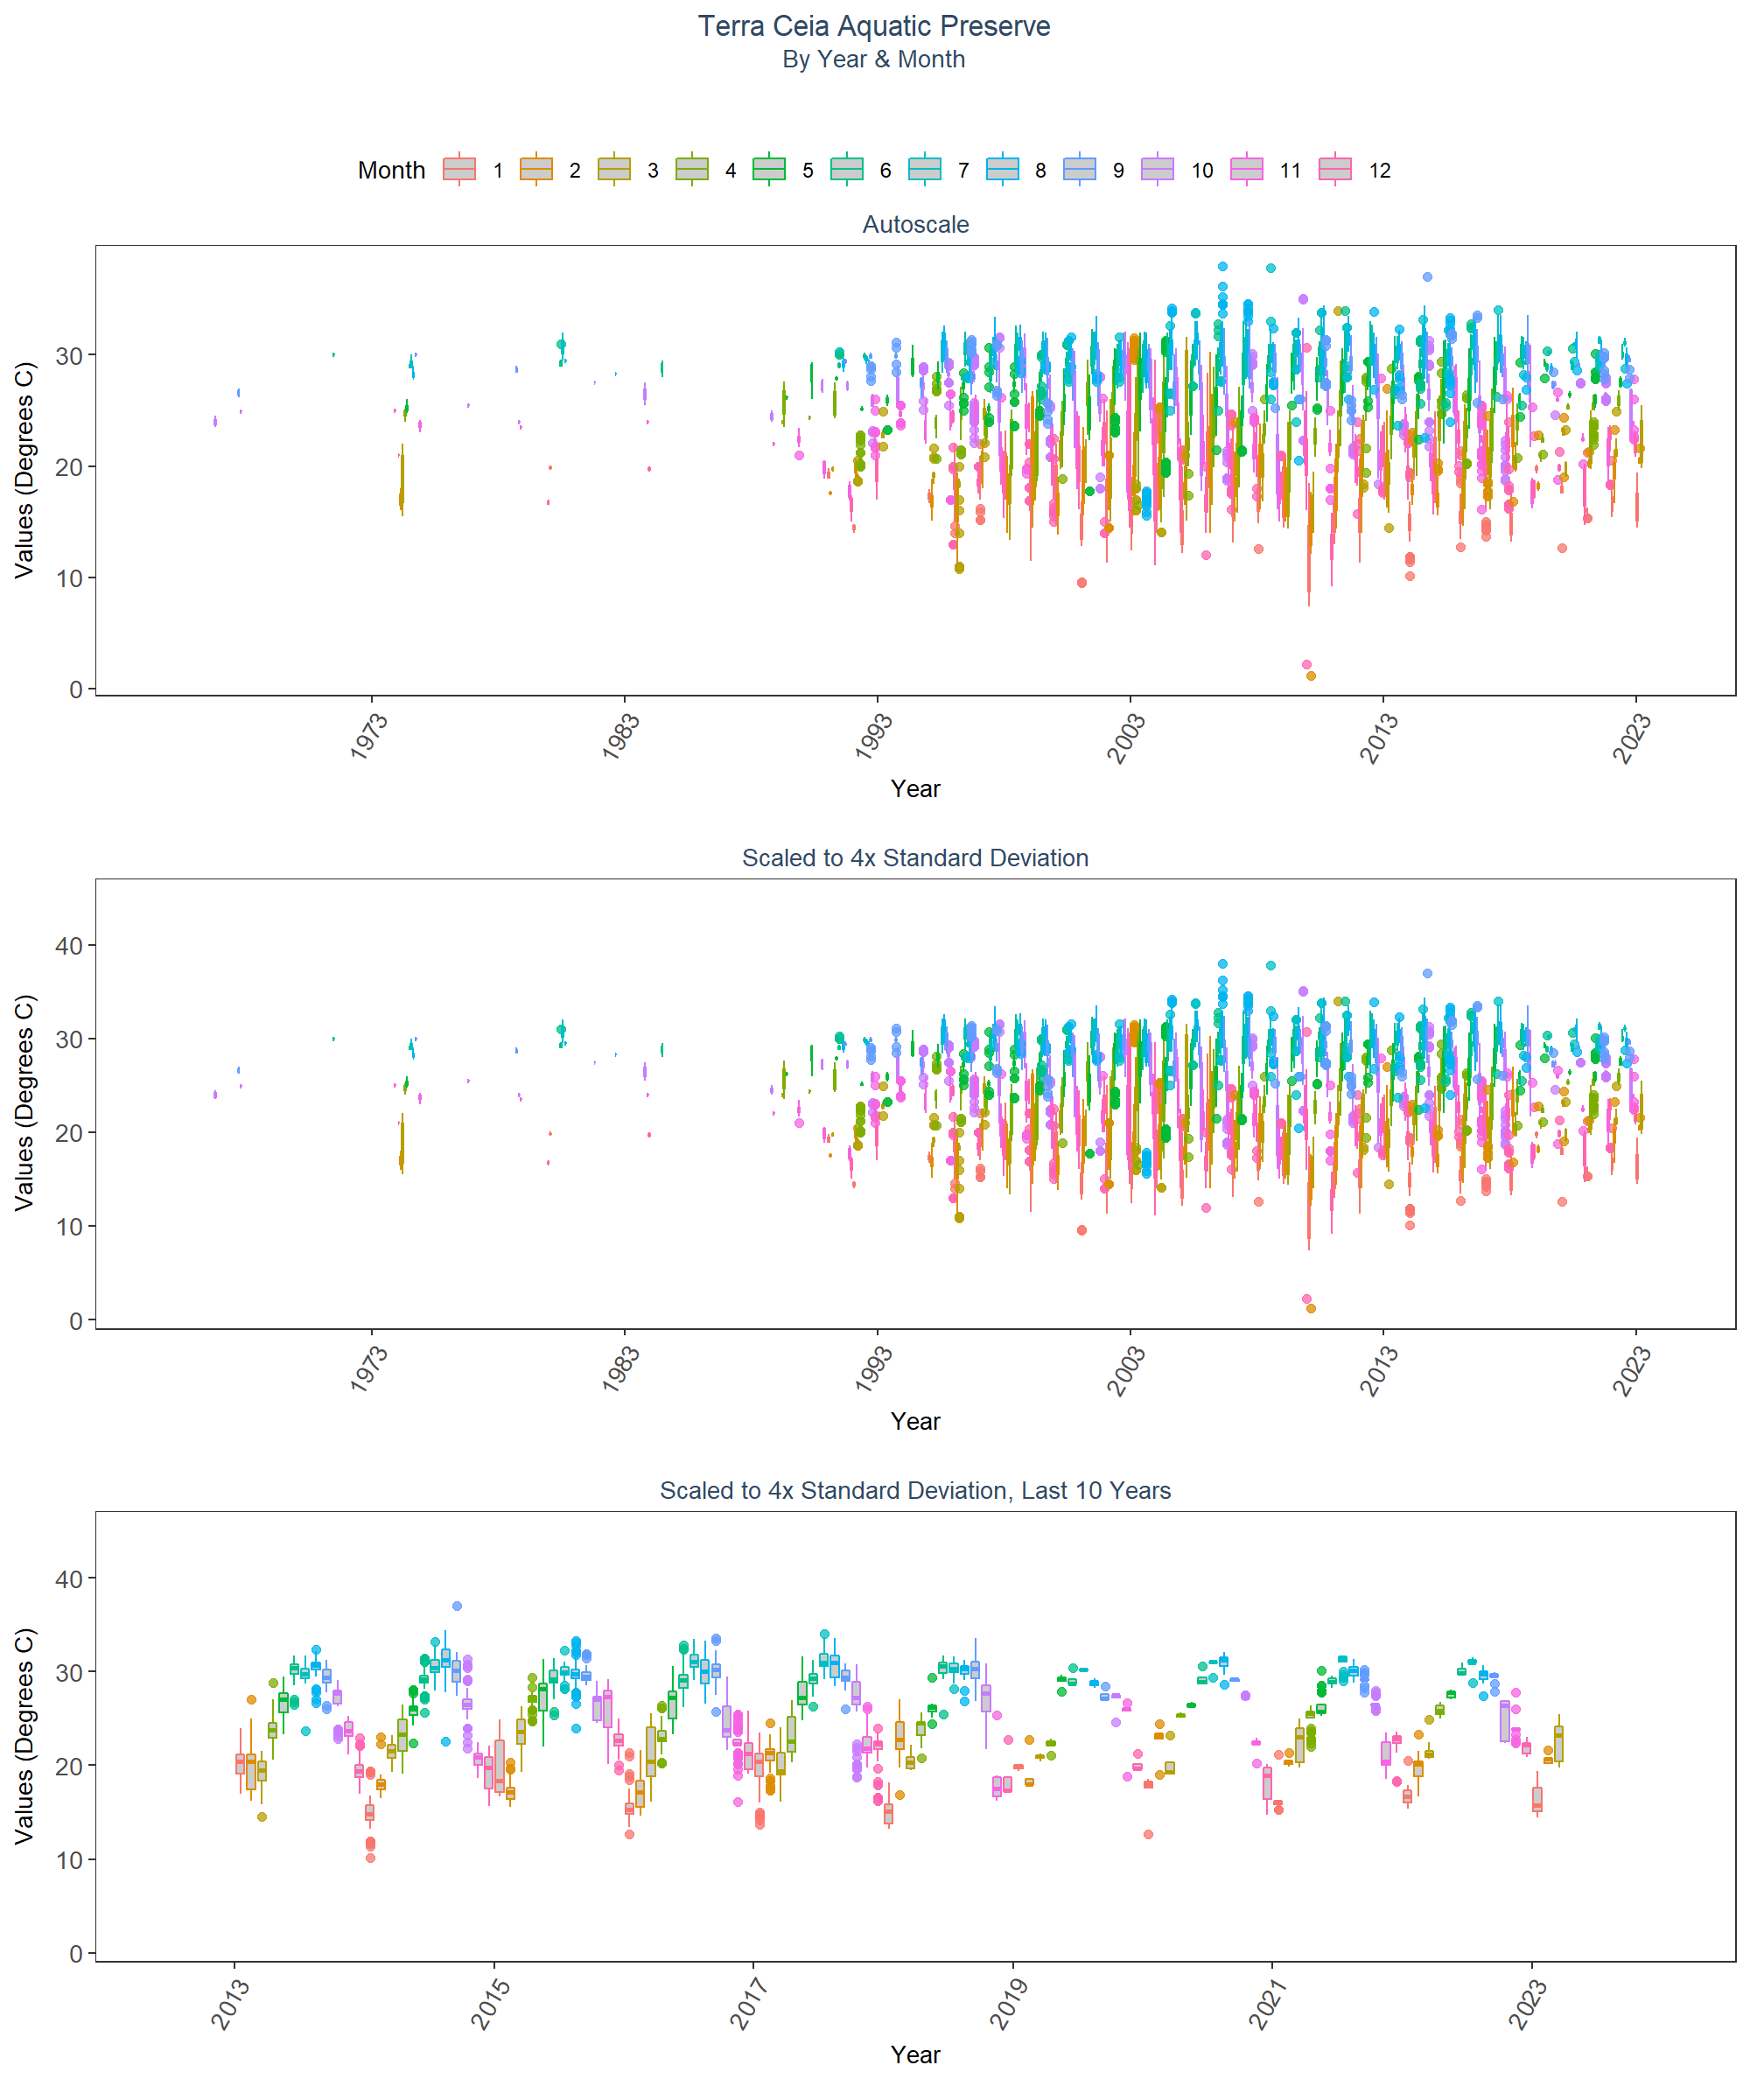 Terra Ceia Aquatic Preserve
By Year & Month
Month 1 2 3 4 5 6 7 8 9 10 11 12
Autoscale
Values (Degrees C)
30
20
10
0
1973 1983 1993 2003 2013 2023
Year
Scaled to 4x Standard Deviation
Values (Degrees C)
40
30
20
10
0
1973 1983 1993 2003 2013 2023
Year
Scaled to 4x Standard Deviation, Last 10 Years
Values (Degrees C)
40
30
20
10
0
2013 2015 2017 2019 2021 2023
Year